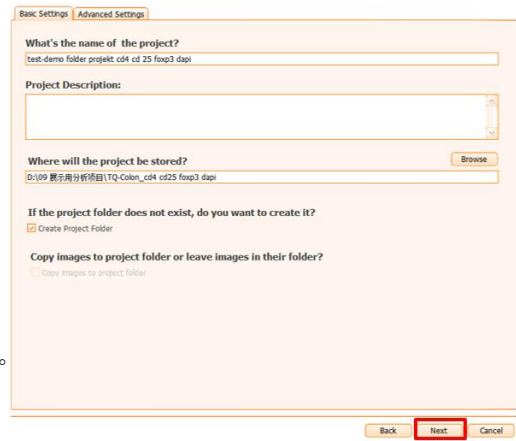 Basic Settings Advanced Settings
What's the name of the project?
test-demo folder projekt cd4 cd 25 foxp3 dapi
Project Description:
Where will the project be stored?
Browse
D:\09 展示用分析项目\TQ-Colon_cd4 cd25 foxp3 dapi
If the project folder does not exist, do you want to create it?
Create Project Folder
Copy images to project folder or leave images in their folder?
Copy images to project folder
。
Back Next Cancel